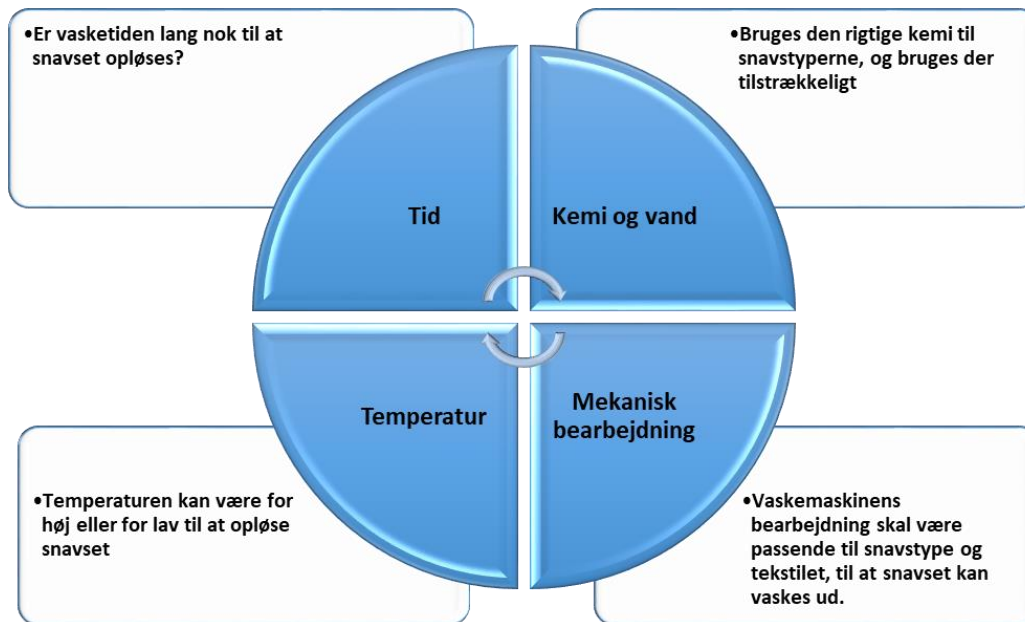 •Er vasketiden lang nok til at
snavset opløses?
•Bruges den rigtige kemi til
snavstyperne, og bruges der
tilstrækkeligt
Tid
Kemi og vand
Temperatur
Mekanisk
bearbejdning
•Temperaturen kan være for
høj eller for lav til at opløse
snavset
•Vaskemaskinens
bearbejdning skal være
passende til snavstype og
tekstilet, til at snavset kan
vaskes ud.